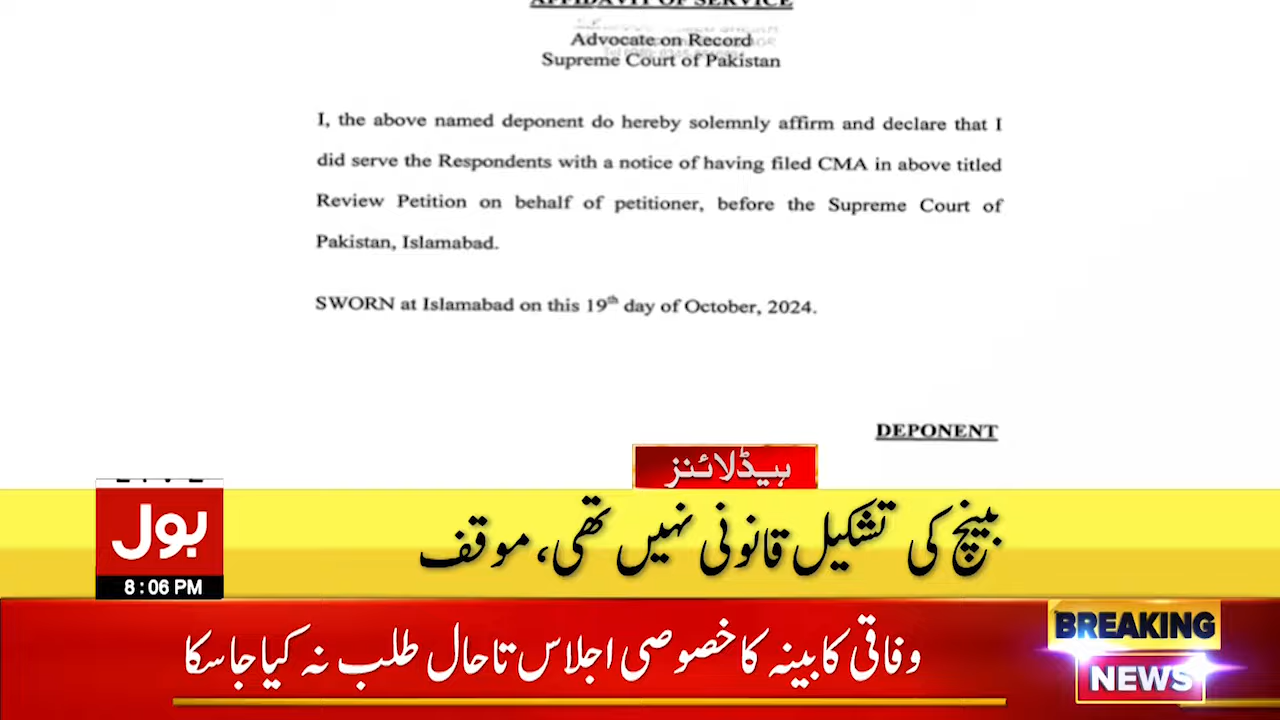 AFFIDAVIT OF SERVICE
Advocate on Record
Supreme Court of Pakistan
I, the above named deponent do hereby solemnly affirm and declare that I
did serve the Respondents with a notice of having filed CMA in above titled
Review Petition on behalf of petitioner, before the Supreme Court of
Pakistan, Islamabad.
SWORN at Islamabad on this 19th day of October, 2024.
DEPONENT
ہیڈلائنز
بول
8:06 PM
بینچ کی تشکیل قانونی نہیں تھی، موقف
وفاقی کابینہ کا خصوصی اجلاس تاحال طلب نہ کیا جاسکا
BREAKING
NEWS